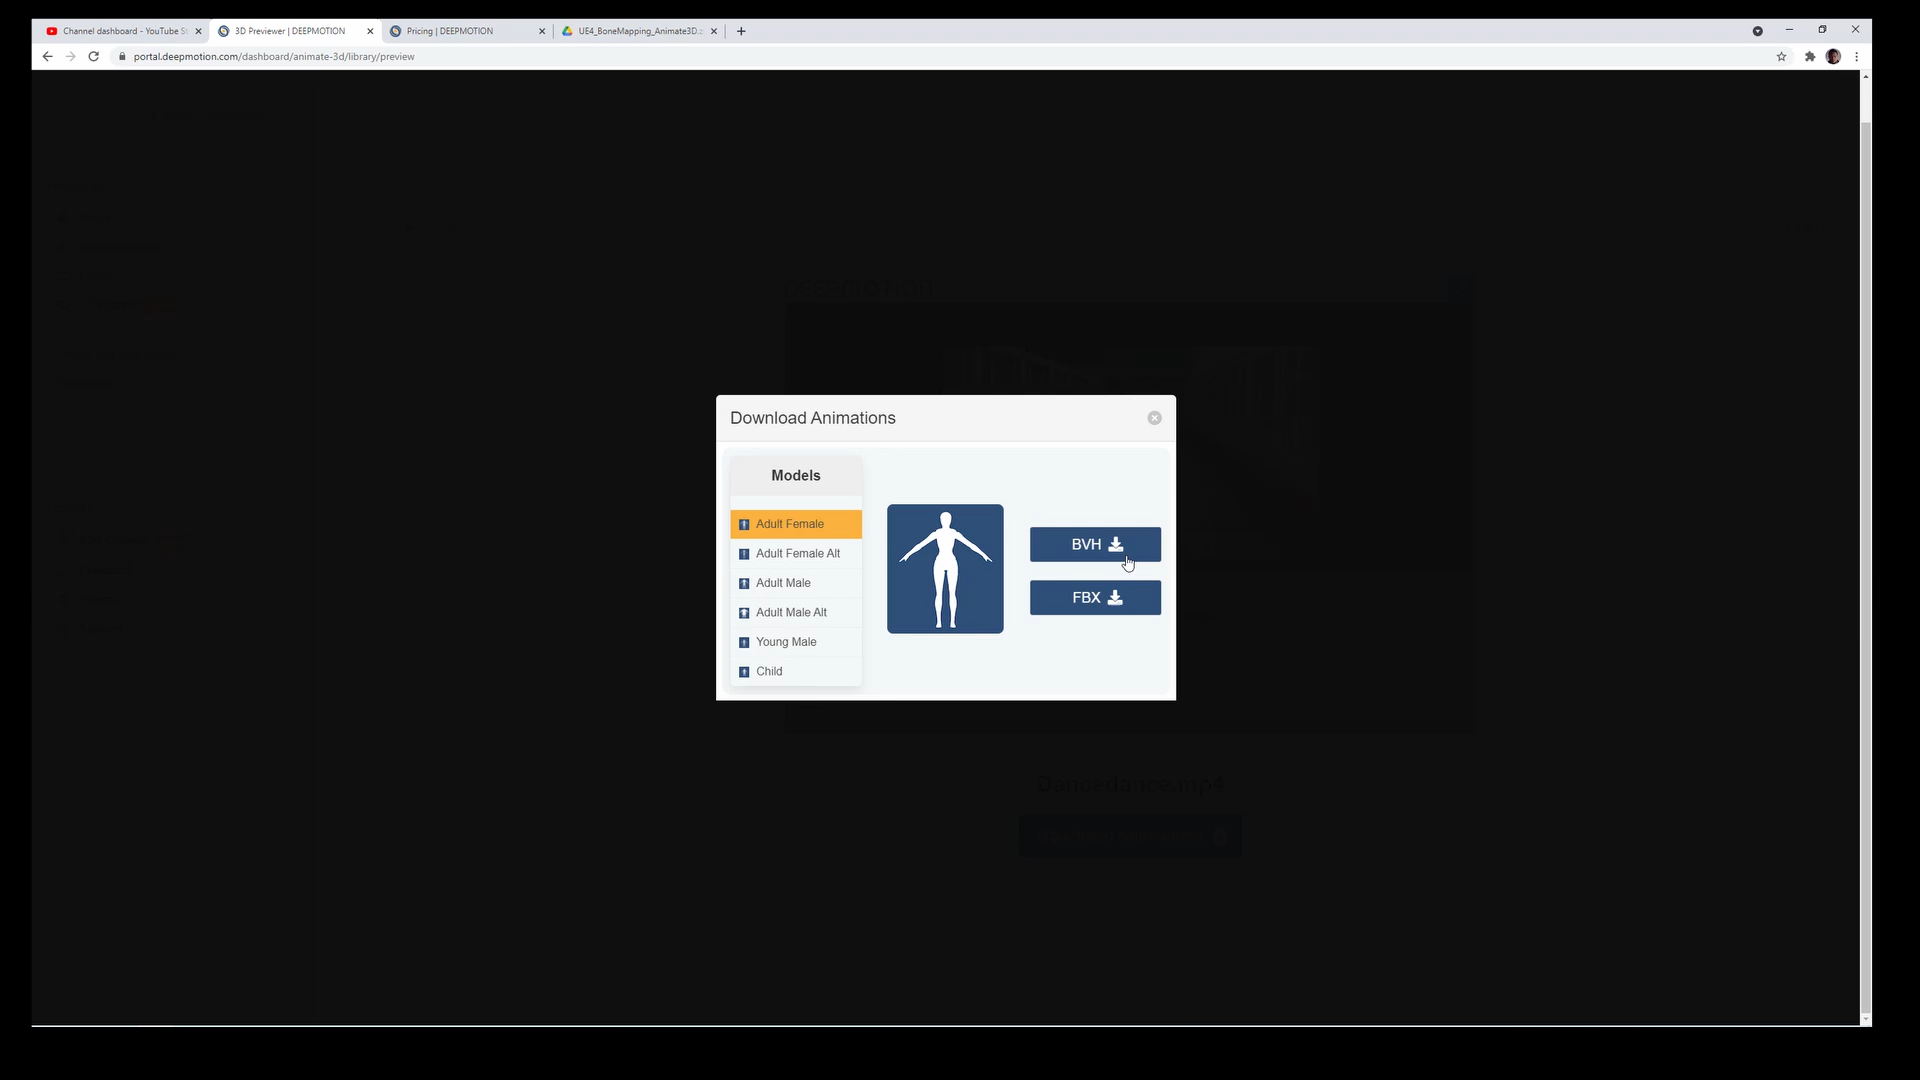 Channel dashboard - YouTube St
3D Previewer | DEEPMOTION
Pricing | DEEPMOTION
UE4_BoneMapping_Animate3D.z
portal.deepmotion.com/dashboard/animate-3d/library/preview
Download Animations
Models
Adult Female
Adult Female Alt
Adult Male
Adult Male Alt
Young Male
Child
BVH
FBX
Dancedance.mp4